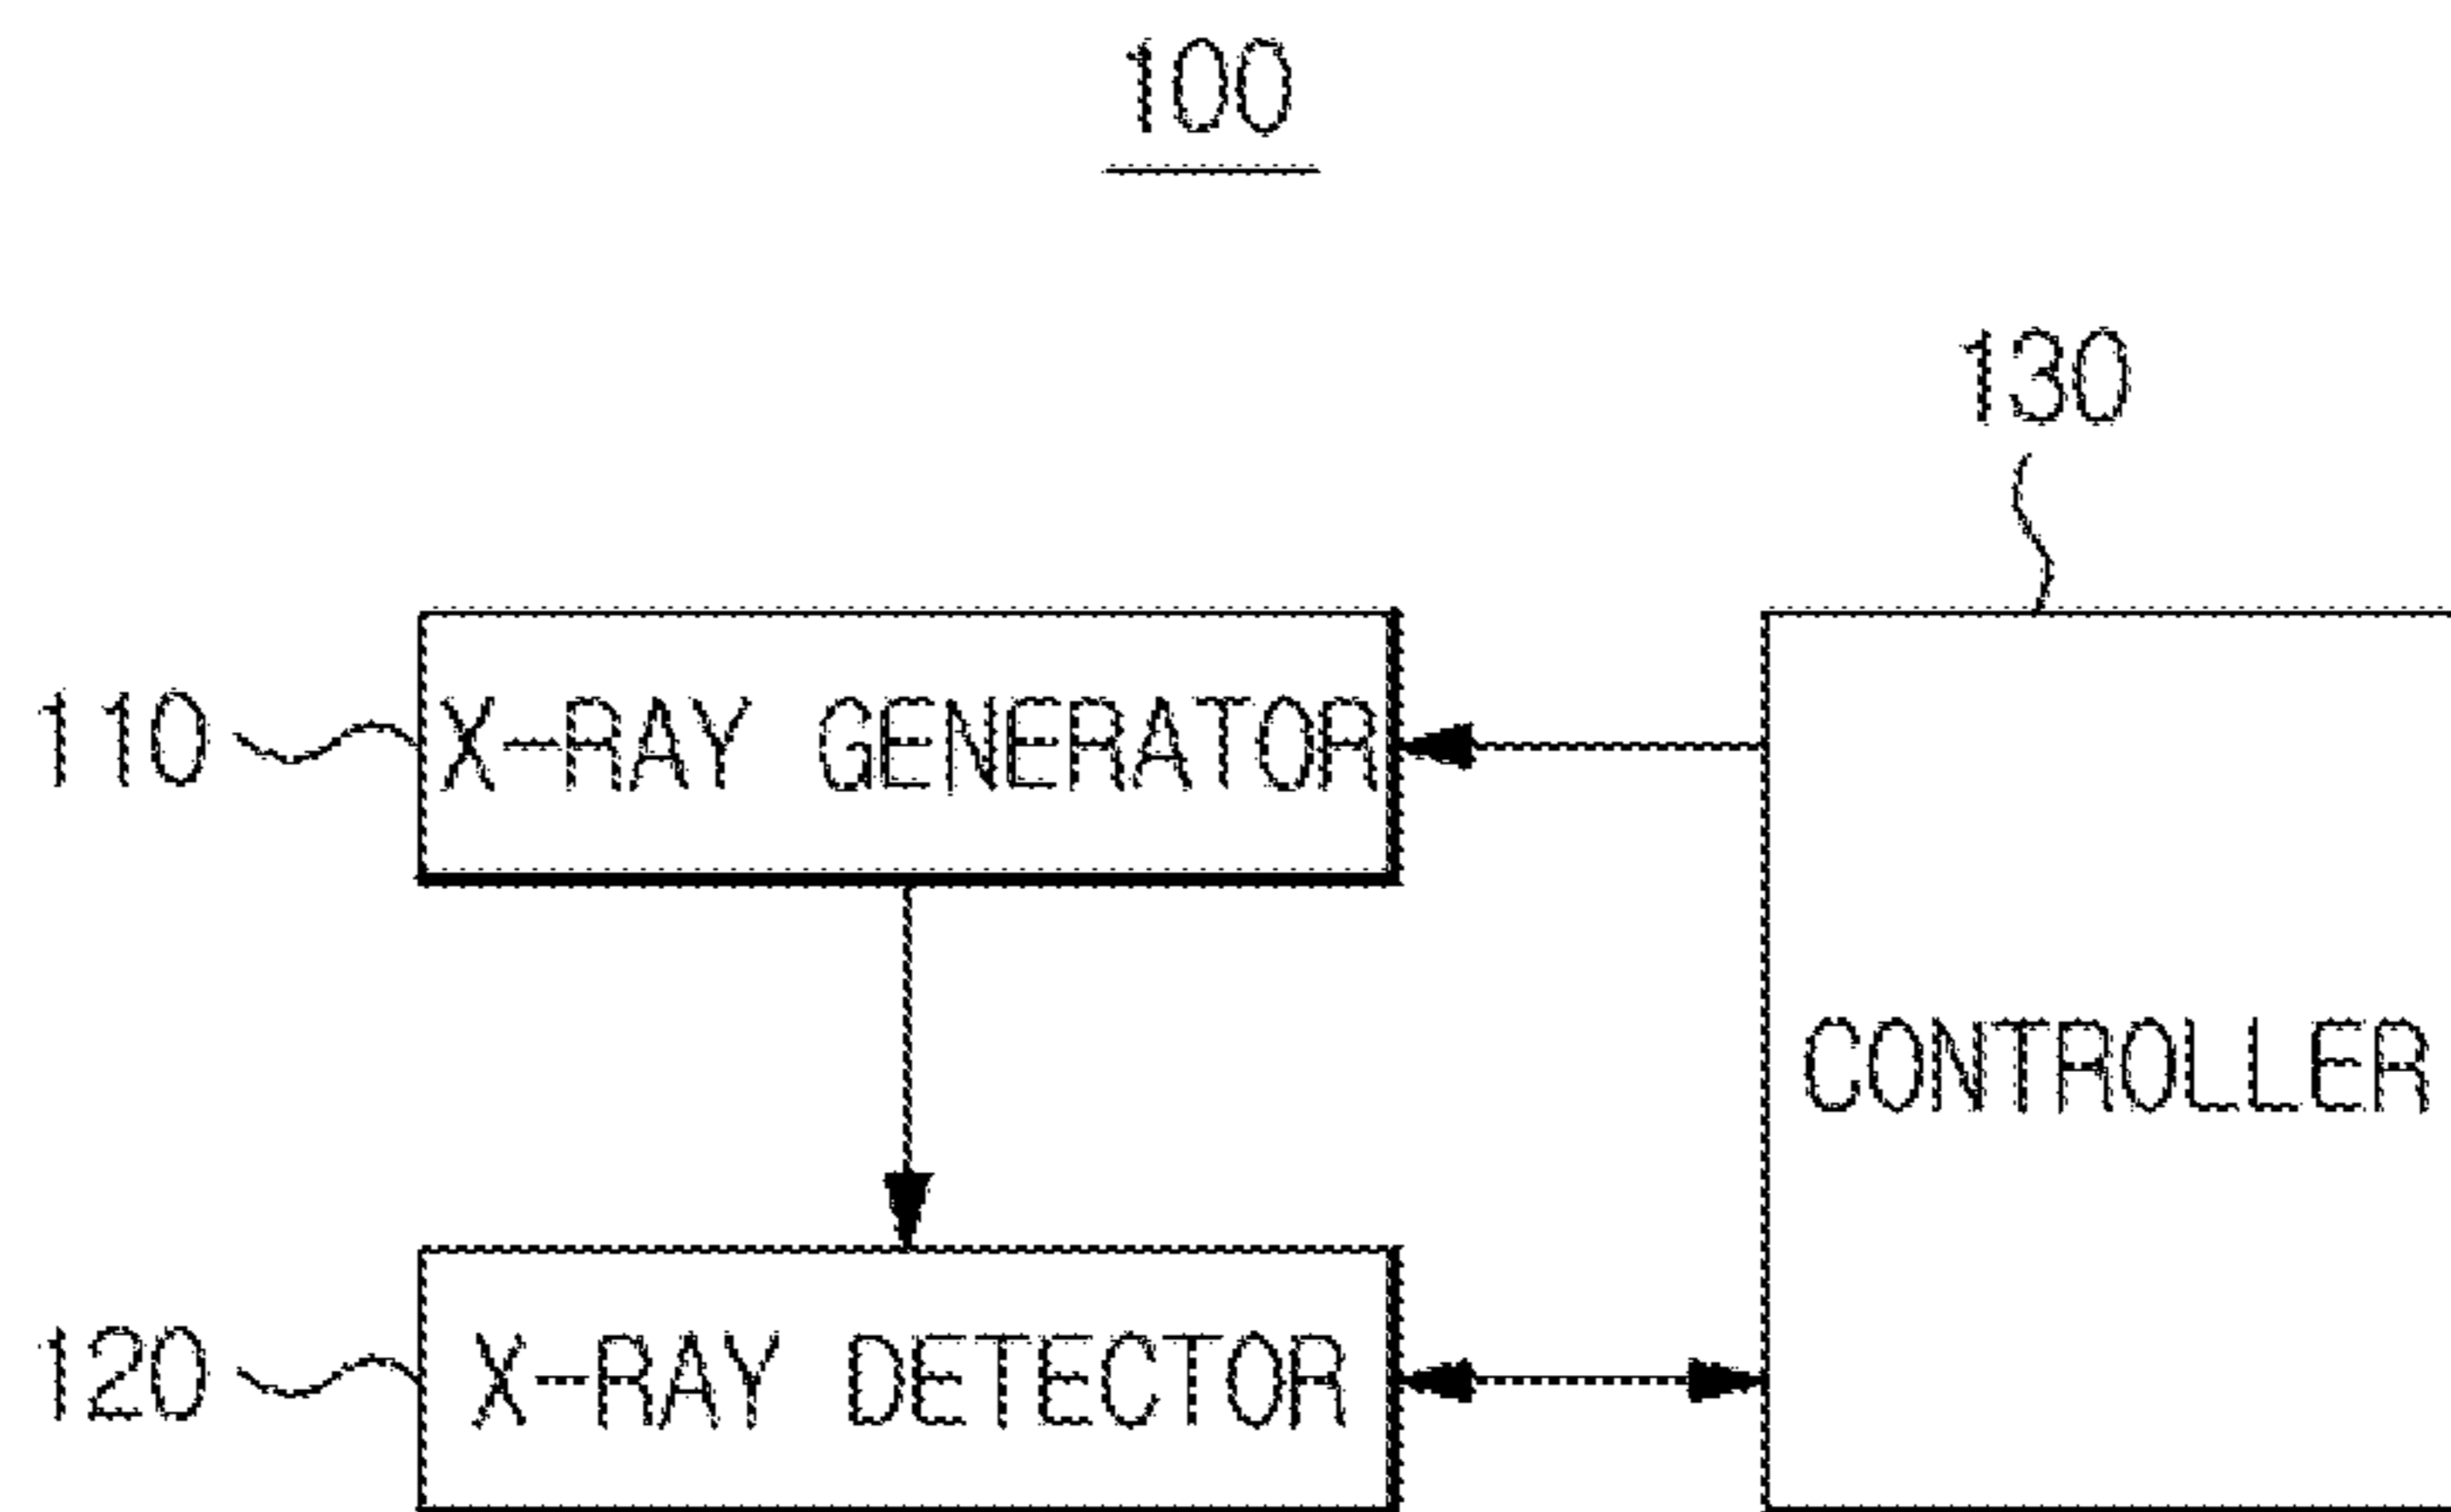 100
130
110
X-RAY GENERATOR
CONTROLLER
120
X-RAY DETECTOR